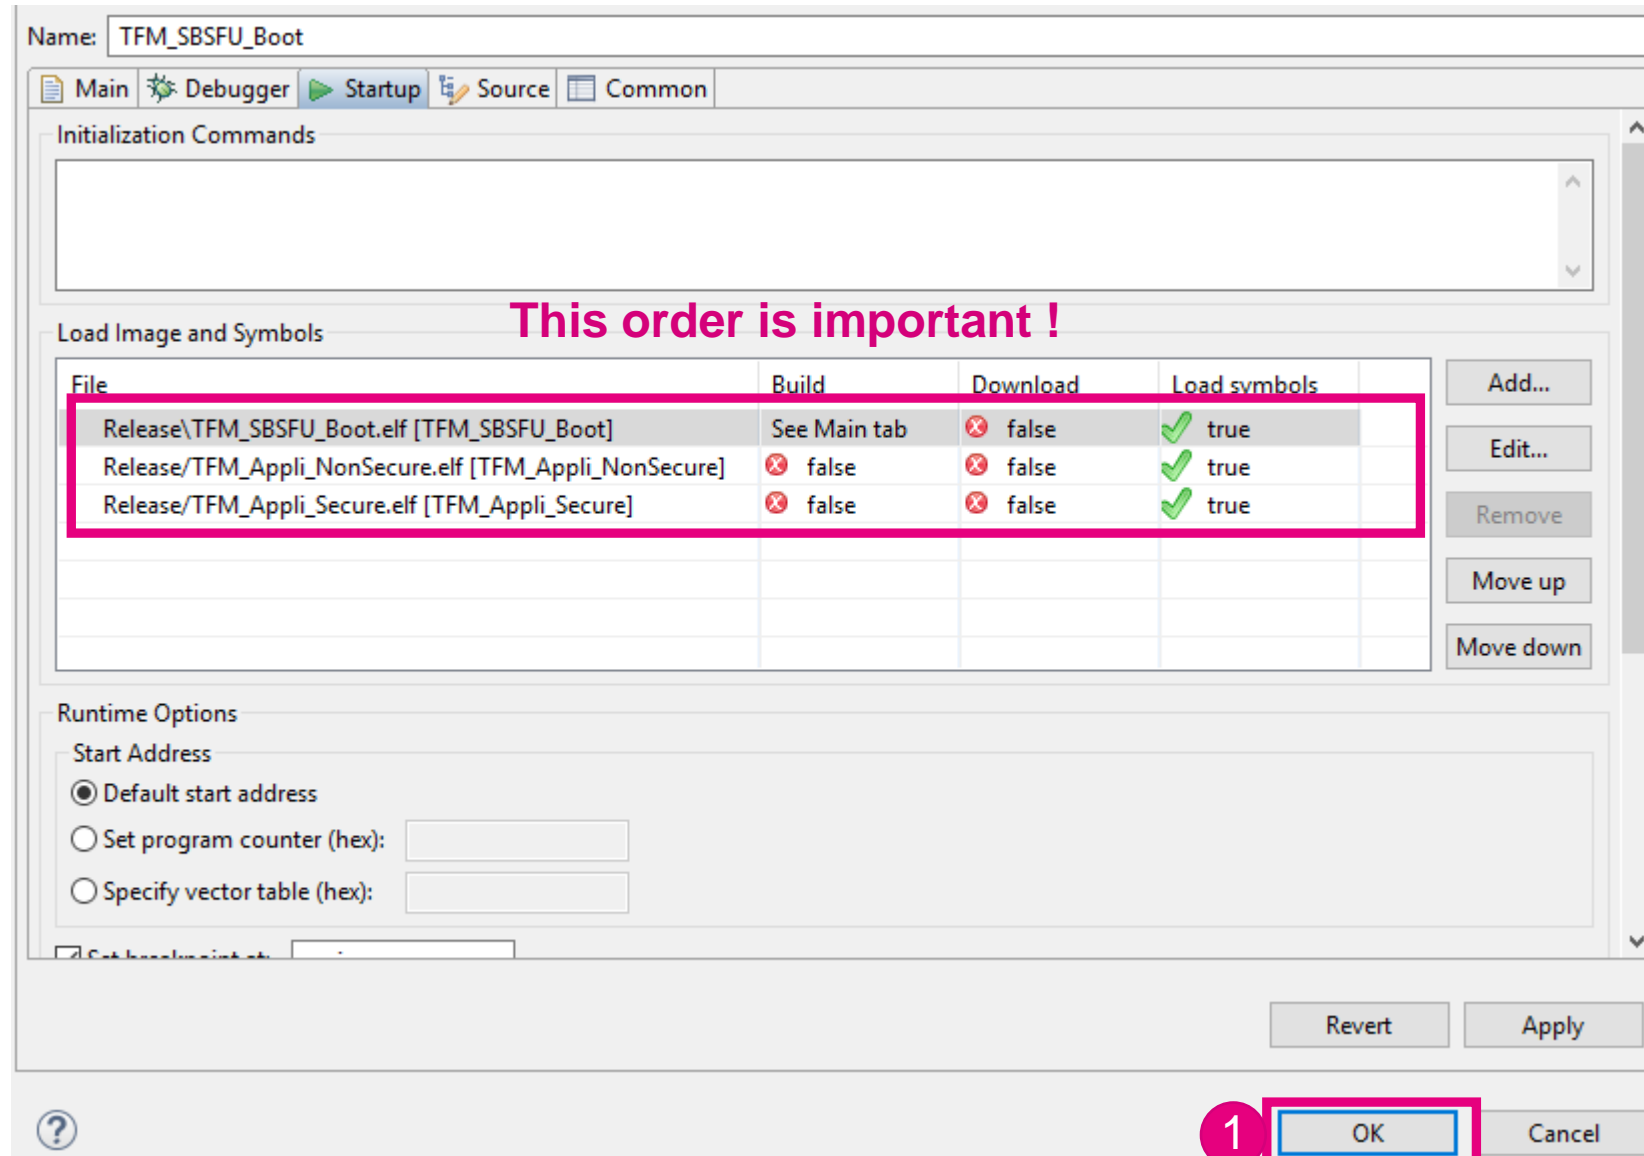 Name: TFM_SBSFU_Boot
Main Debugger Startup Source Common
Initialization Commands
This order is important !
Load Image and Symbols
File Build Download Load symbols Add...
Release\TFM_SBSFU_Boot.elf [TFM_SBSFU_Boot] See Main tab false true
Edit...
Release/TFM_Appli_NonSecure.elf [TFM_Appli_NonSecure] false false true
Release/TFM_Appli_Secure.elf [TFM_Appli_Secure] false false true
Remove
Move up
Move down
Runtime Options
Start Address
Default start address
Set program counter (hex):
Specify vector table (hex):
Set breakpoint at:
Revert Apply
1 OK Cancel